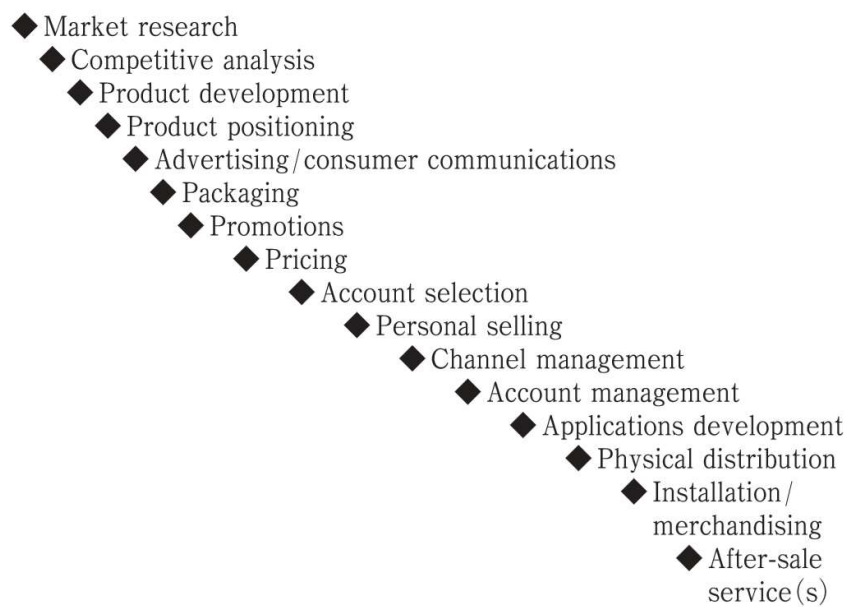 ◆ Market research
◆ Competitive analysis
◆ Product development
◆ Product positioning
◆ Advertising/consumer communications
◆ Packaging
◆ Promotions
◆ Pricing
◆ Account selection
◆ Personal selling
◆ Channel management
◆ Account management
◆ Applications development
◆ Physical distribution
◆ Installation/
merchandising
◆ After-sale
service(s)